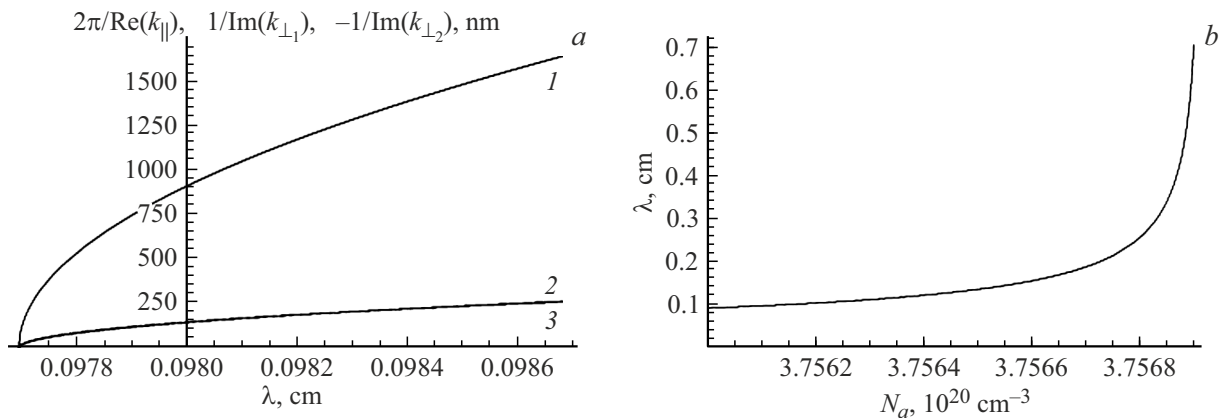 2π/Re(k||), 1/Im(k⊥1), –1/Im(k⊥2), nm
a
1500
1250
1000
750
500
250
1
2
3
0.0978 0.0980 0.0982 0.0984 0.0986
λ, cm
b
0.7
0.6
0.5
0.4
0.3
0.2
0.1
λ, cm
3.7562 3.7564 3.7566 3.7568
Na, 10²⁰ cm⁻³